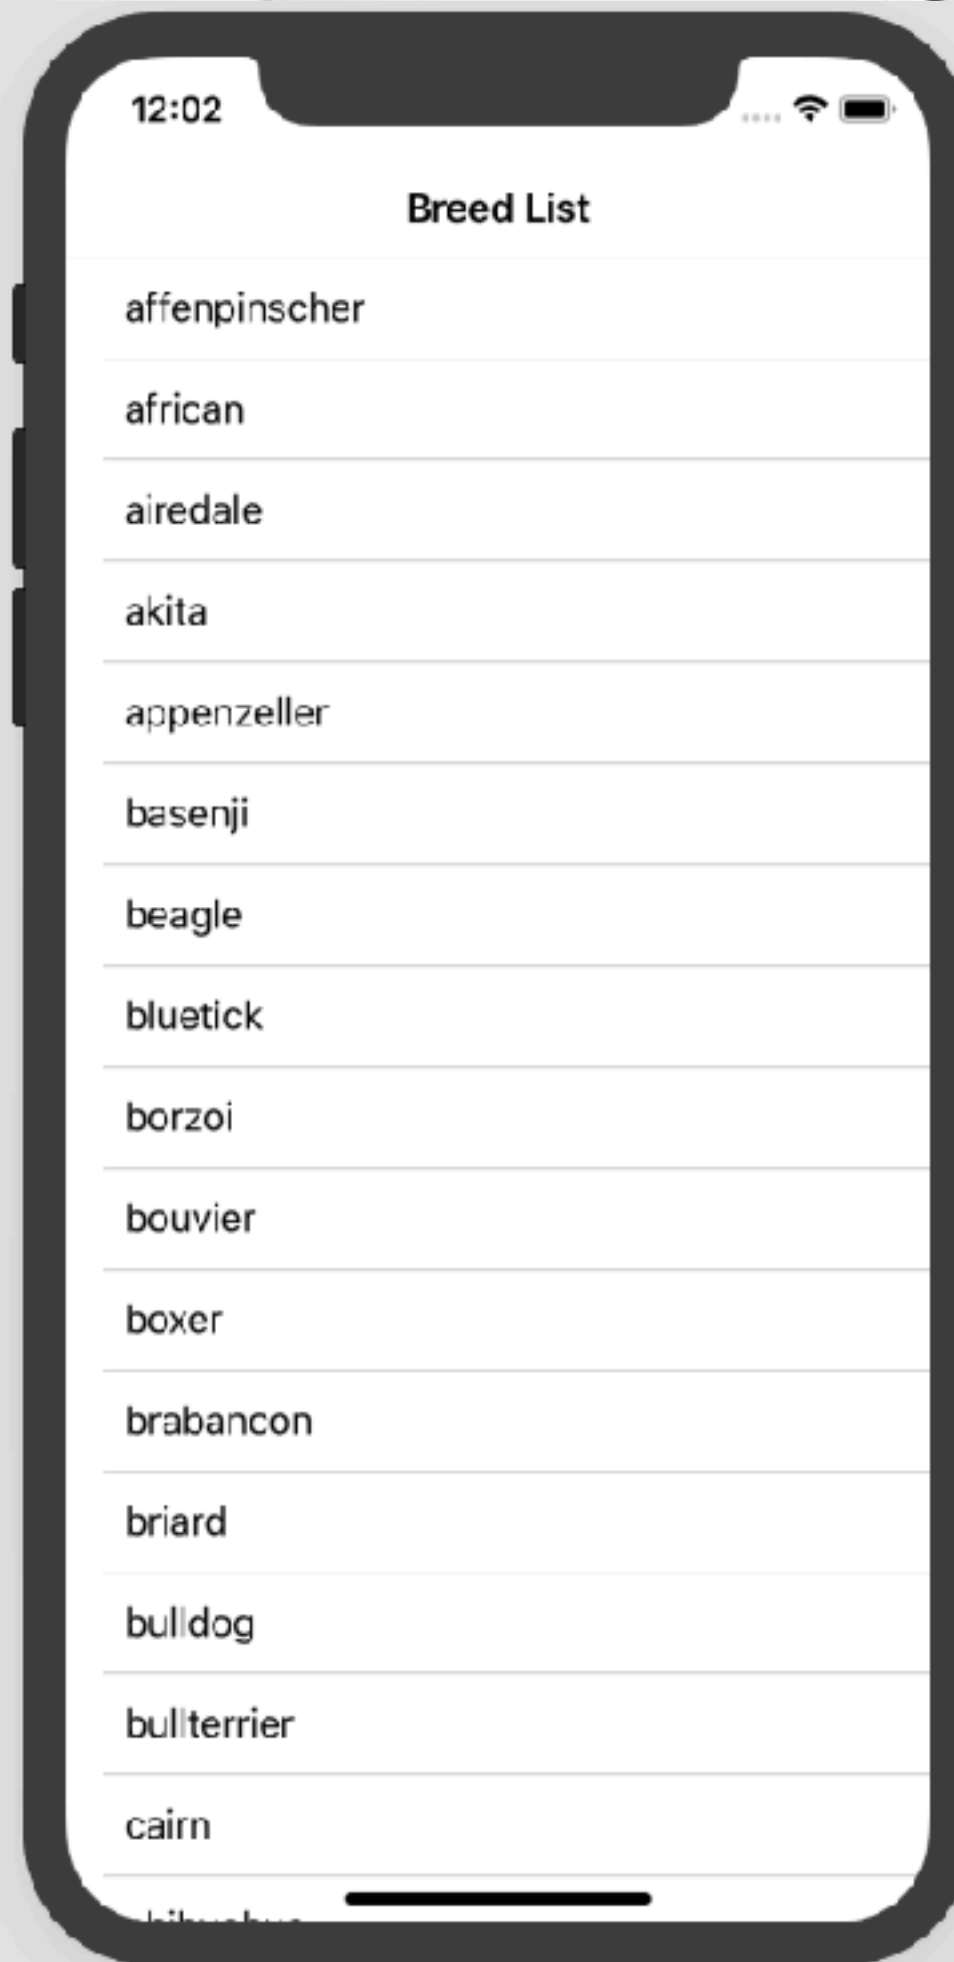 12:02
Breed List
affenpinscher
african
airedale
akita
appenzeller
basenji
beagle
bluetick
borzoi
bouvier
boxer
brabancon
briard
bulldog
bullterrier
cairn